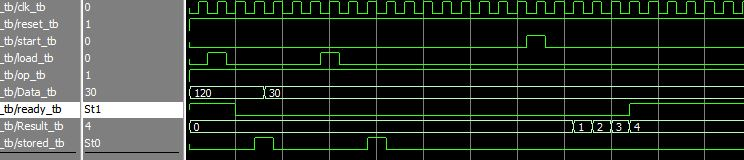 _tb/clk_tb 0
_tb/reset_tb 1
_tb/start_tb 0
_tb/load_tb 0
_tb/op_tb 1
_tb/Data_tb 30 120 30
_tb/ready_tb St1
_tb/Result_tb 4 0 1 2 3 4
_tb/stored_tb St0